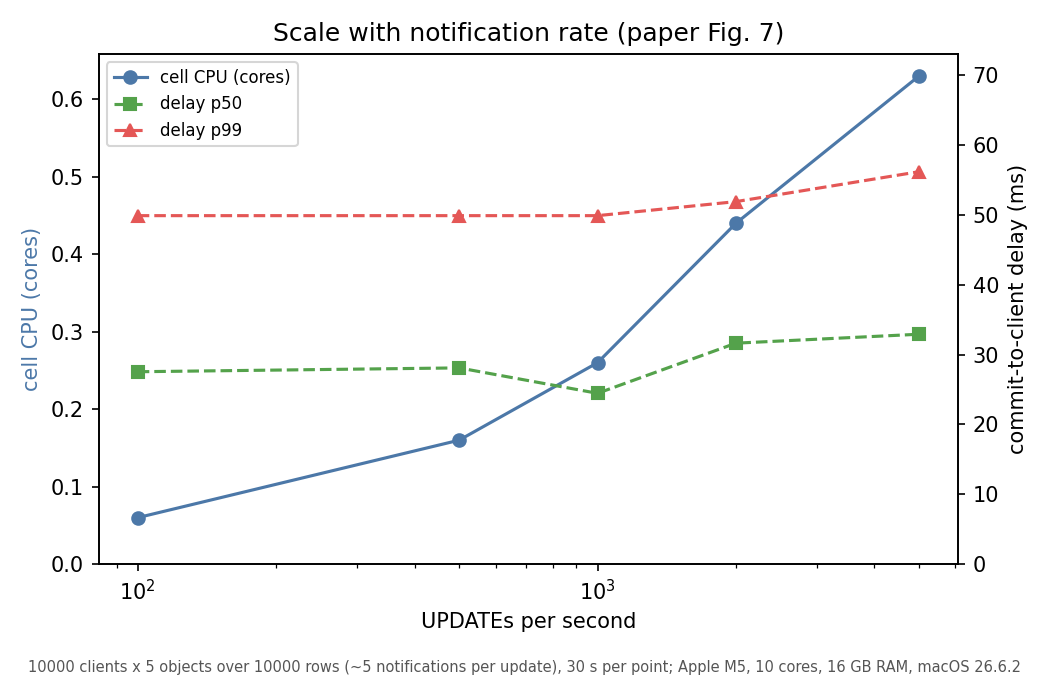 Scale with notification rate (paper Fig. 7)
cell CPU (cores)
delay p50
delay p99
0.6
0.5
0.4
0.3
0.2
0.1
0.0
cell CPU (cores)
70
60
50
40
30
20
10
0
commit-to-client delay (ms)
10²
10³
UPDATEs per second
10000 clients x 5 objects over 10000 rows (~5 notifications per update), 30 s per point; Apple M5, 10 cores, 16 GB RAM, macOS 26.6.2